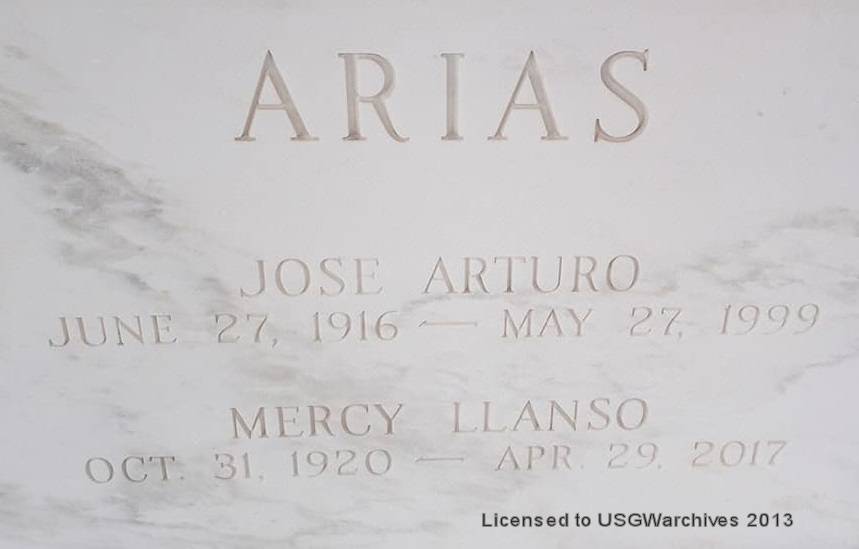 ARIAS
JOSE ARTURO
JUNE 27, 1916 — MAY 27, 1999
MERCY LLANSO
OCT. 31, 1920 — APR. 29, 2017
Licensed to USGWarchives 2013